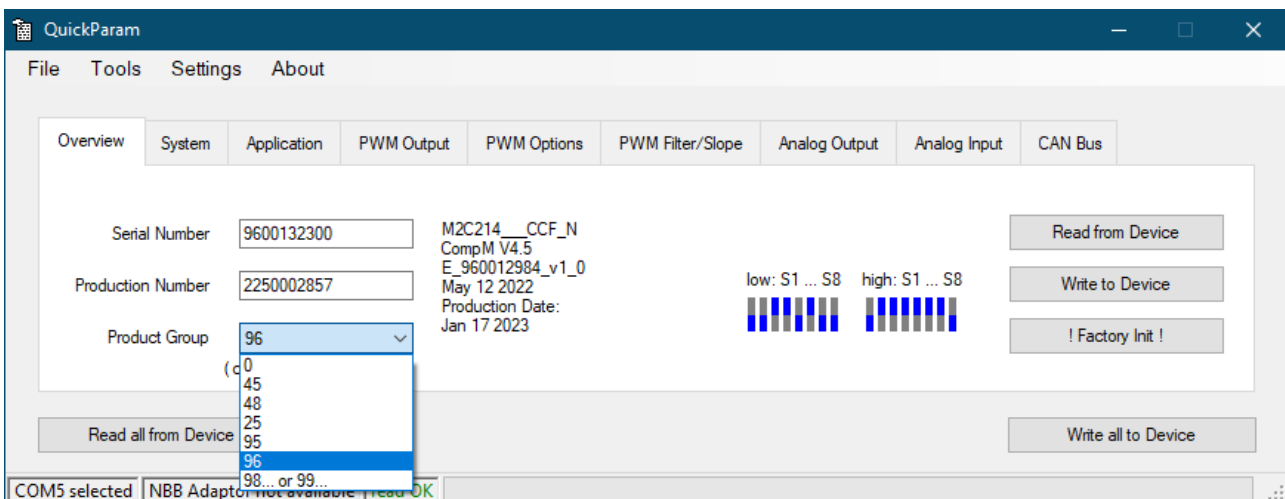 QuickParam
File Tools Settings About
Overview System Application PWM Output PWM Options PWM Filter/Slope Analog Output Analog Input CAN Bus
Serial Number 9600132300
Production Number 2250002857
Product Group 96
0
45
48
25
95
96
98... or 99...
M2C214___CCF_N
CompM V4.5
E_960012984_v1_0
May 12 2022
Production Date:
Jan 17 2023
low: S1 ... S8 high: S1 ... S8
Read from Device
Write to Device
! Factory Init !
Read all from Device
Write all to Device
COM5 selected NBB Adaptor not available read OK